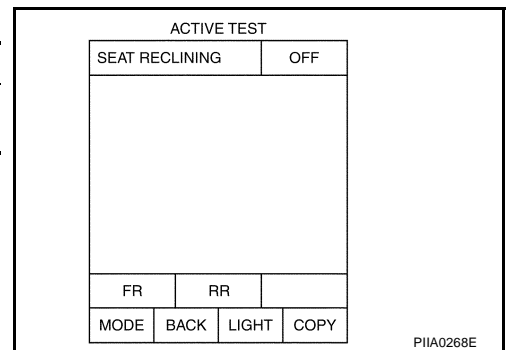 ACTIVE TEST
SEAT RECLINING OFF
FR RR
MODE BACK LIGHT COPY
PIIA0268E